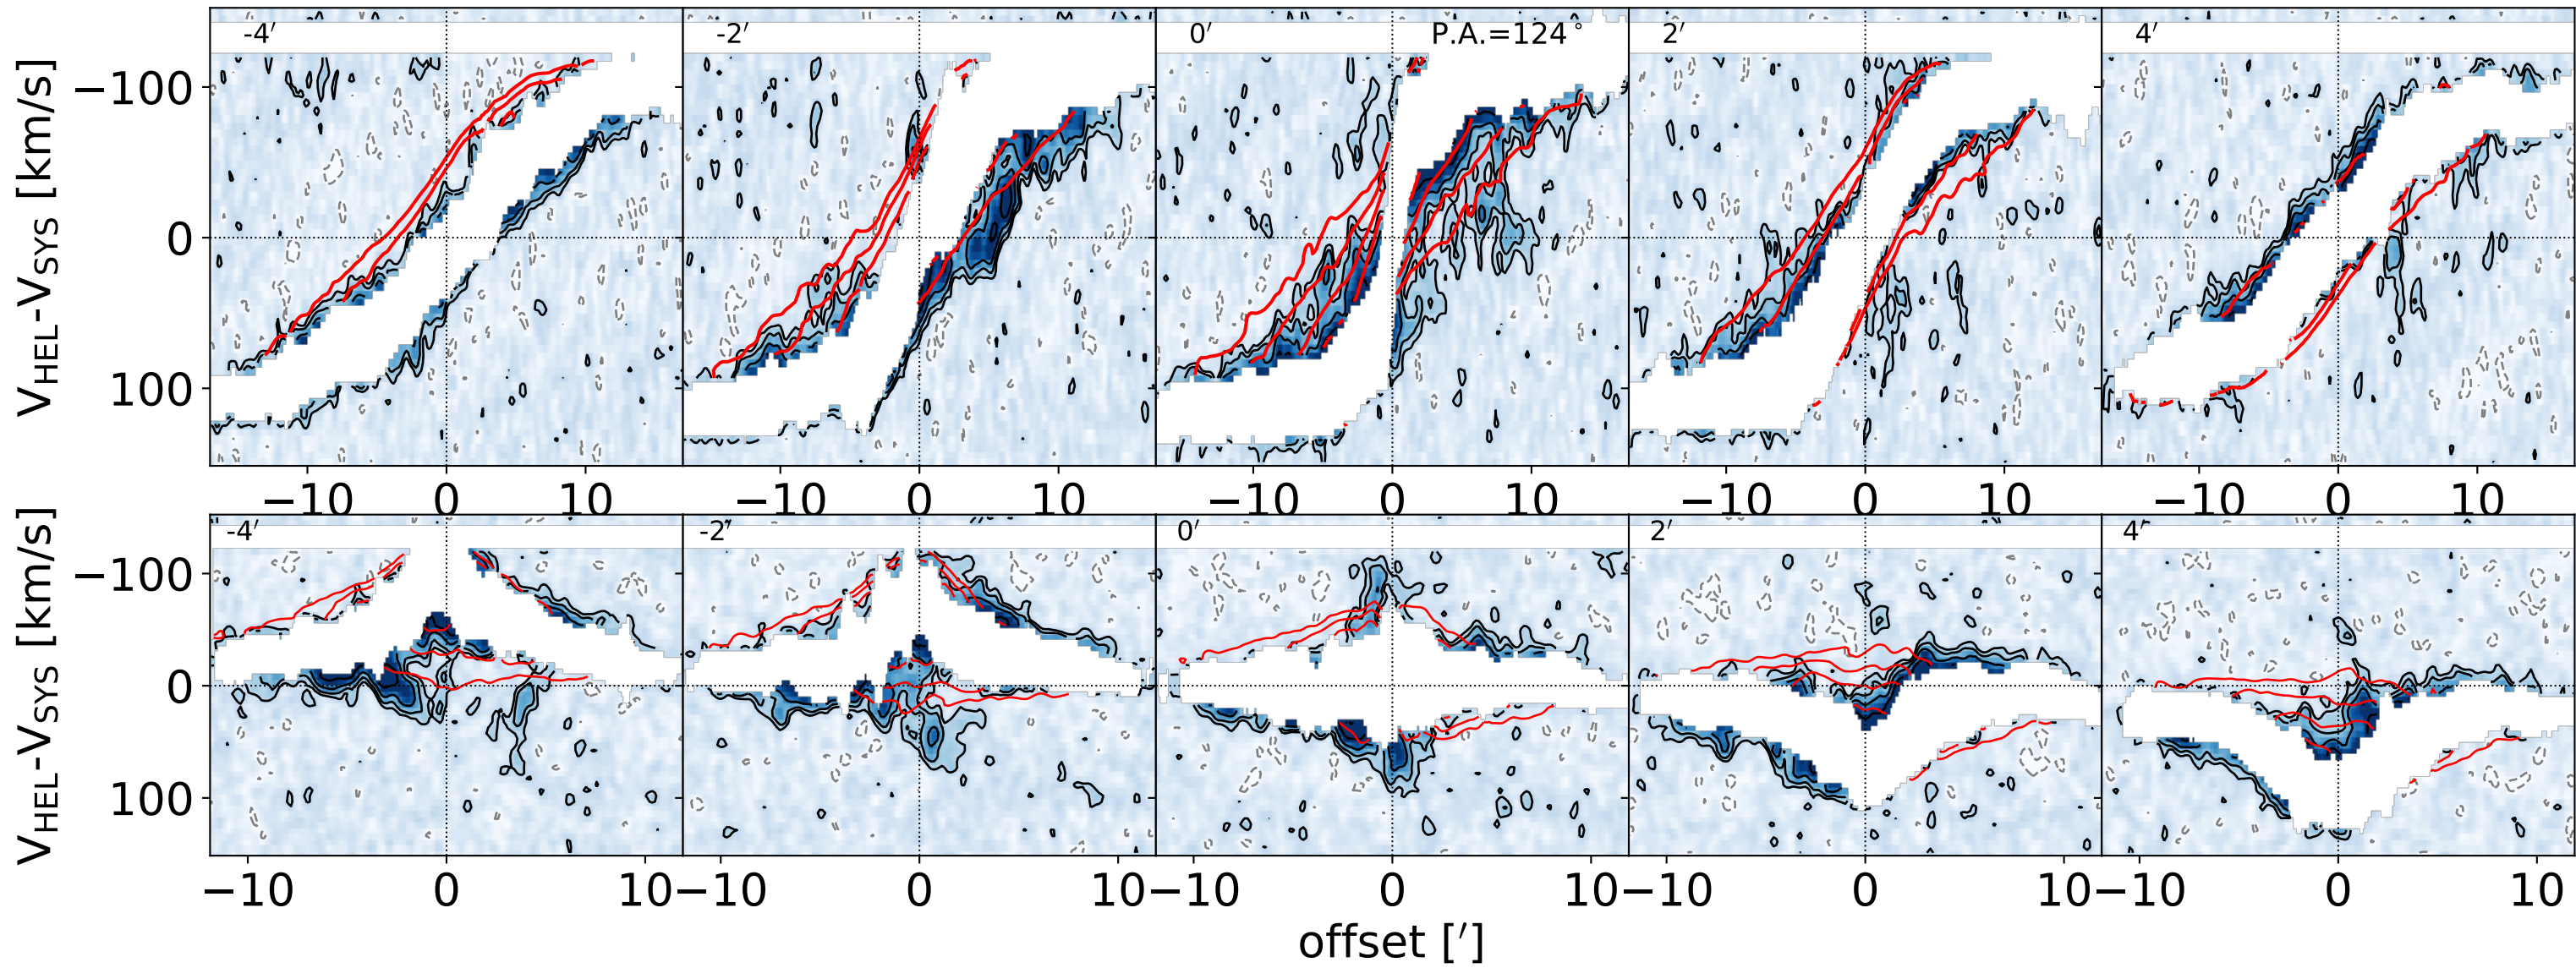 -4′ -2′ 0′ P.A.=124° 2′ 4′
V_HEL-V_SYS [km/s]
−100
0
100
−10 0 10 −10 0 10 −10 0 10 −10 0 10 −10 0 10
-4′ -2′ 0′ 2′ 4′
V_HEL-V_SYS [km/s]
−100
0
100
−10 0 10 −10 0 10 −10 0 10 −10 0 10 −10 0 10
offset [′]